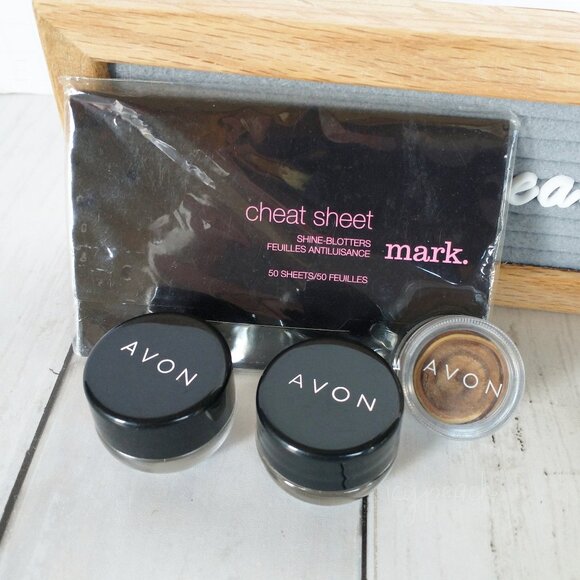 cheat sheet
SHINE-BLOTTERS
FEUILLES ANTILUISANCE
mark.
50 SHEETS/50 FEUILLES
AVON
AVON
AVON